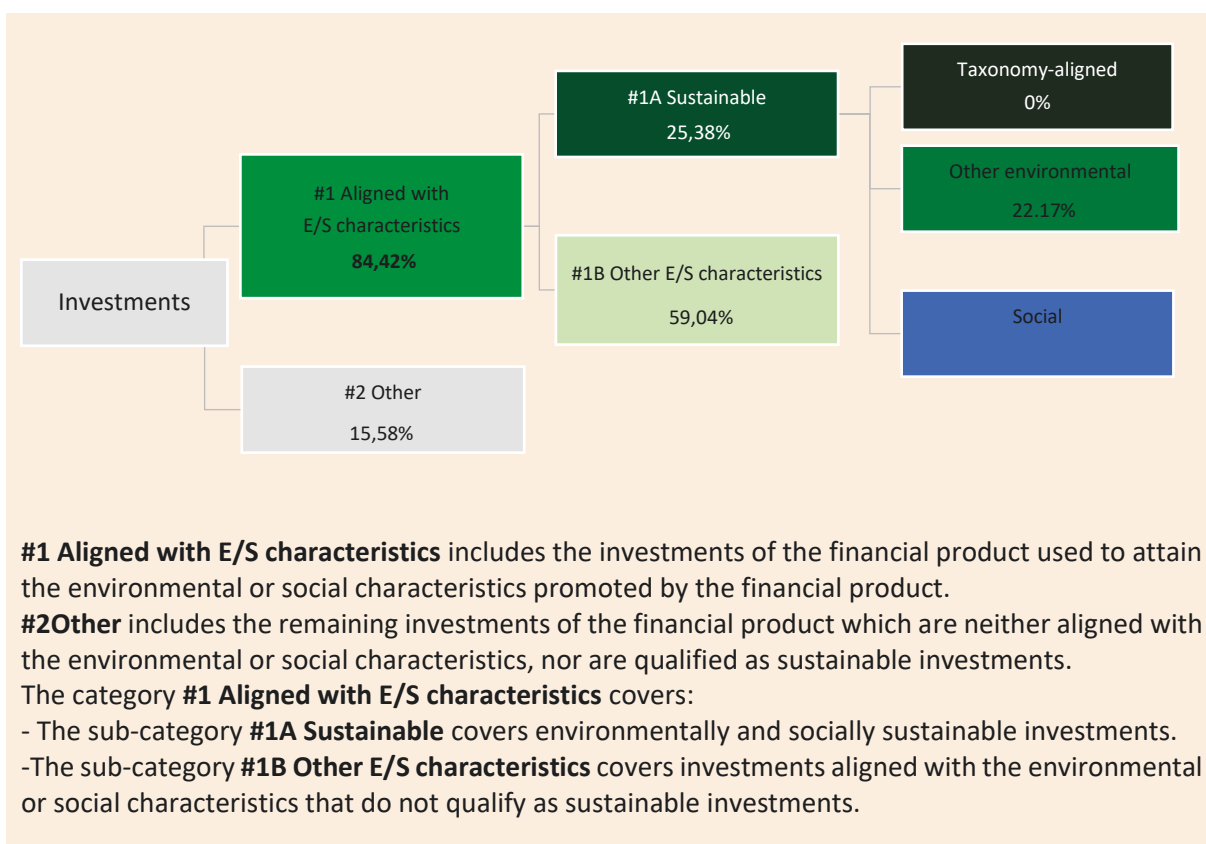 Investments
#1 Aligned with
E/S characteristics
84,42%
#2 Other
15,58%
#1A Sustainable
25,38%
#1B Other E/S characteristics
59,04%
Taxonomy-aligned
0%
Other environmental
22.17%
Social
#1 Aligned with E/S characteristics includes the investments of the financial product used to attain
the environmental or social characteristics promoted by the financial product.
#2Other includes the remaining investments of the financial product which are neither aligned with
the environmental or social characteristics, nor are qualified as sustainable investments.
The category #1 Aligned with E/S characteristics covers:
- The sub-category #1A Sustainable covers environmentally and socially sustainable investments.
-The sub-category #1B Other E/S characteristics covers investments aligned with the environmental
or social characteristics that do not qualify as sustainable investments.